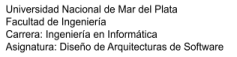 Universidad Nacional de Mar del Plata
Facultad de Ingeniería
Carrera: Ingeniería en Informática
Asignatura: Diseño de Arquitecturas de Software